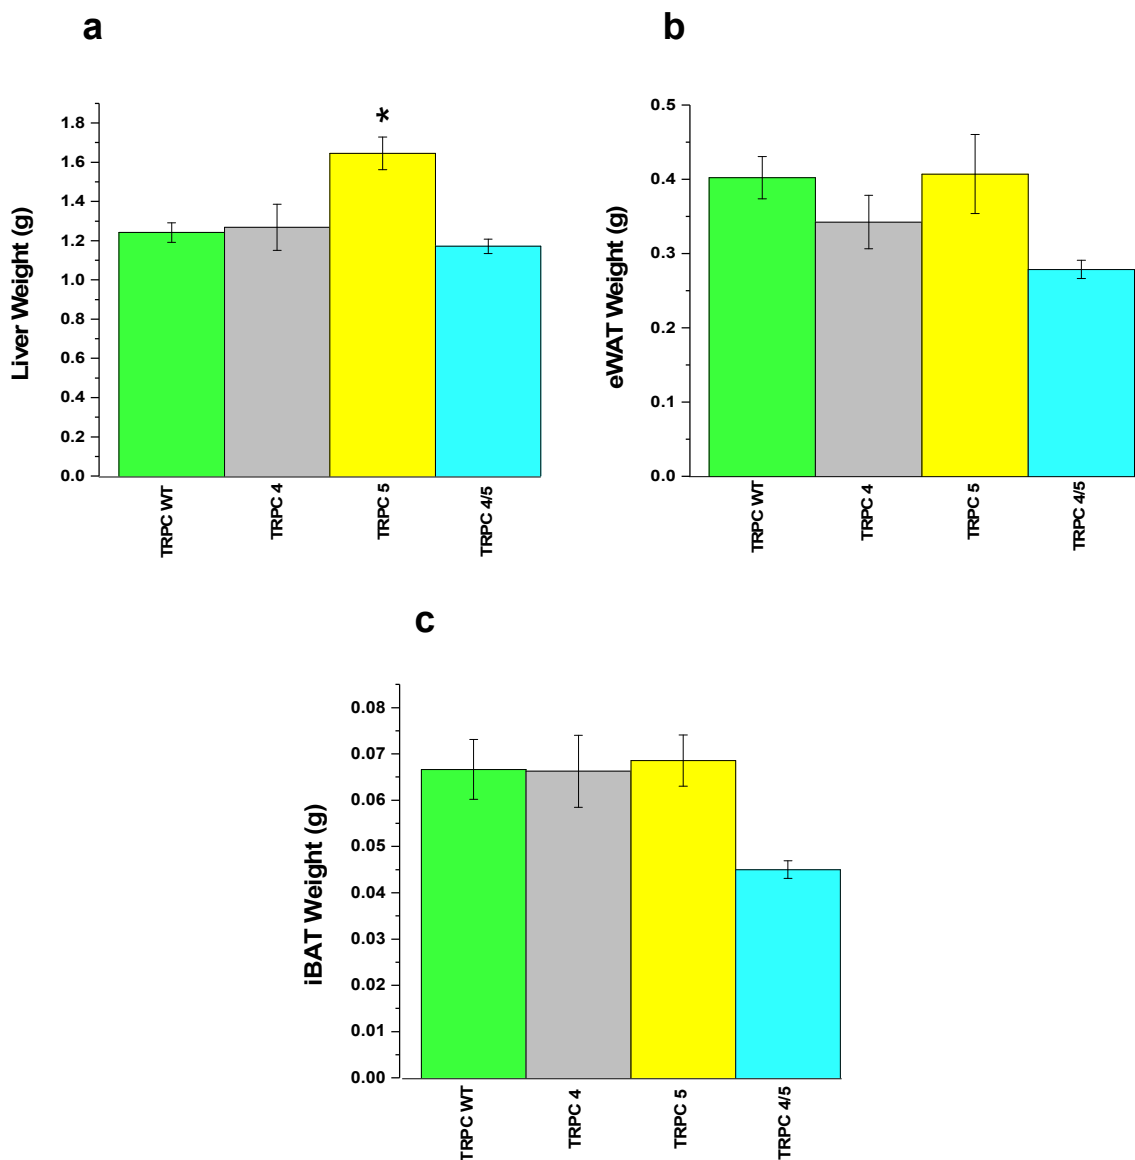 a
b
*
Liver Weight (g)
1.8
1.6
1.4
1.2
1.0
0.8
0.6
0.4
0.2
0.0
TRPC WT
TRPC 4
TRPC 5
TRPC 4/5
eWAT Weight (g)
0.5
0.4
0.3
0.2
0.1
0.0
TRPC WT
TRPC 4
TRPC 5
TRPC 4/5
c
iBAT Weight (g)
0.08
0.07
0.06
0.05
0.04
0.03
0.02
0.01
0.00
TRPC WT
TRPC 4
TRPC 5
TRPC 4/5